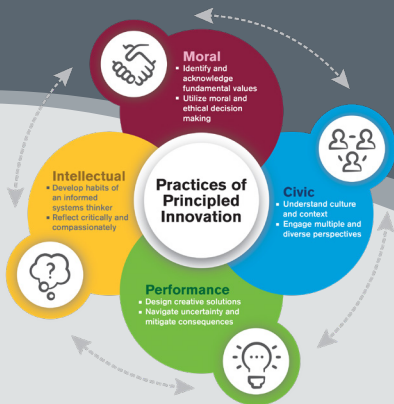 Moral
▪ Identify and
acknowledge
fundamental values
▪ Utilize moral and
ethical decision
making
Intellectual
▪ Develop habits of
an informed
systems thinker
▪ Reflect critically and
compassionately
?
Practices of
Principled
Innovation
Civic
▪ Understand culture
and context
▪ Engage multiple and
diverse perspectives
Performance
▪ Design creative solutions
▪ Navigate uncertainty and
mitigate consequences